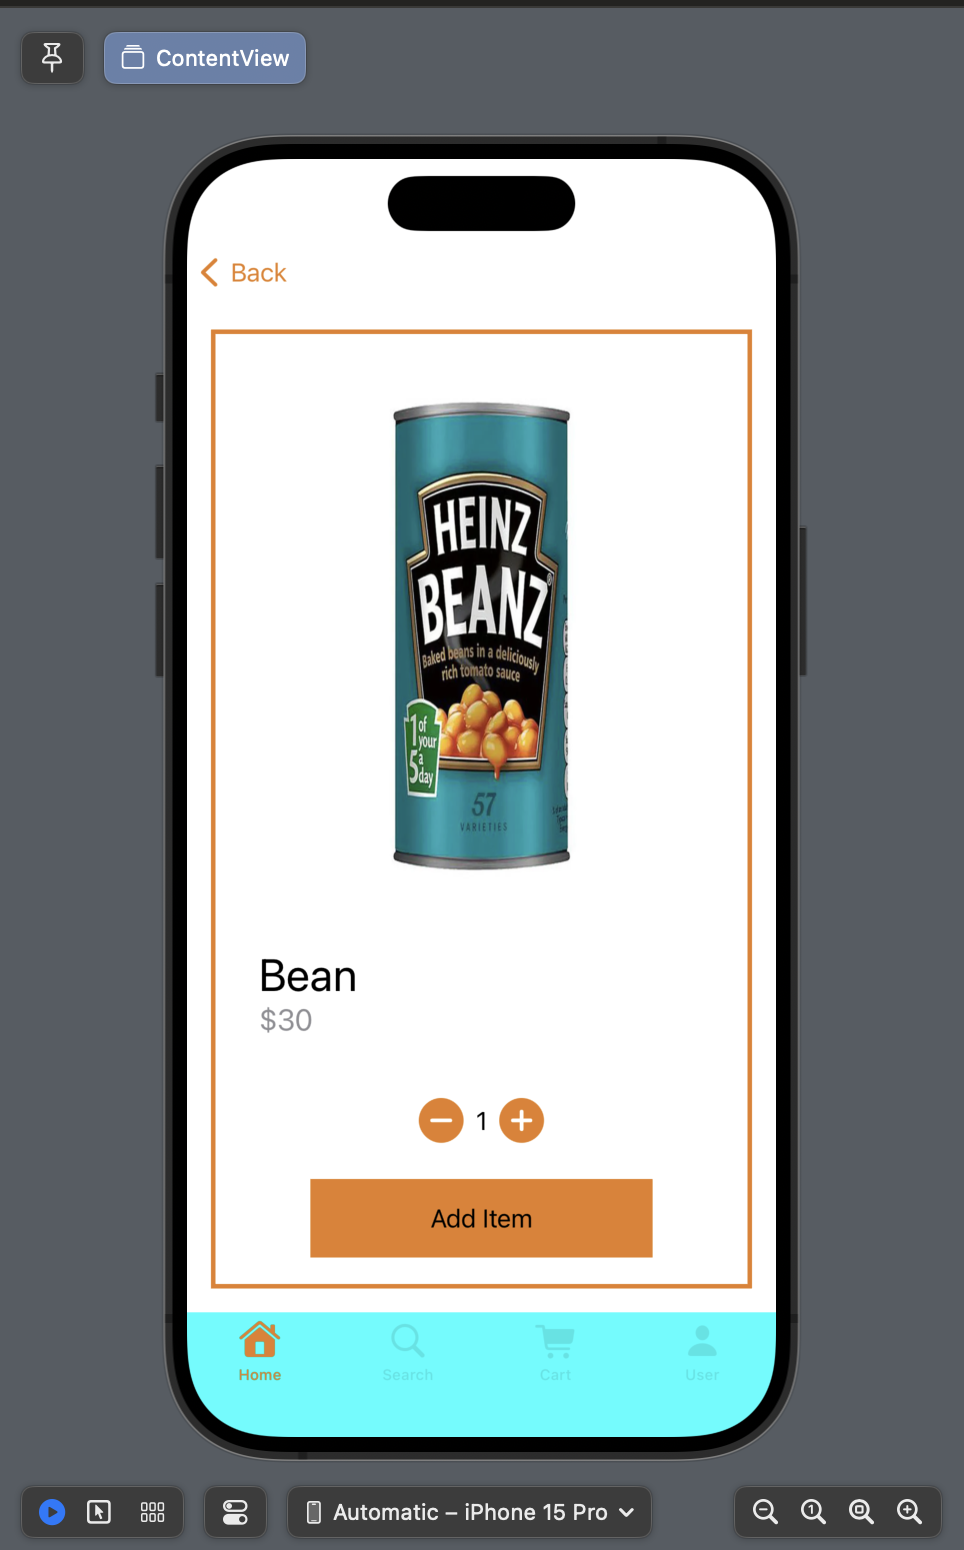 ContentView
Back
HEINZ
BEANZ
Baked beans in a deliciously
rich tomato sauce
1 of
your
5 a
day
57
VARIETIES
Bean
$30
1
Add Item
Home
Search
Cart
User
Automatic – iPhone 15 Pro